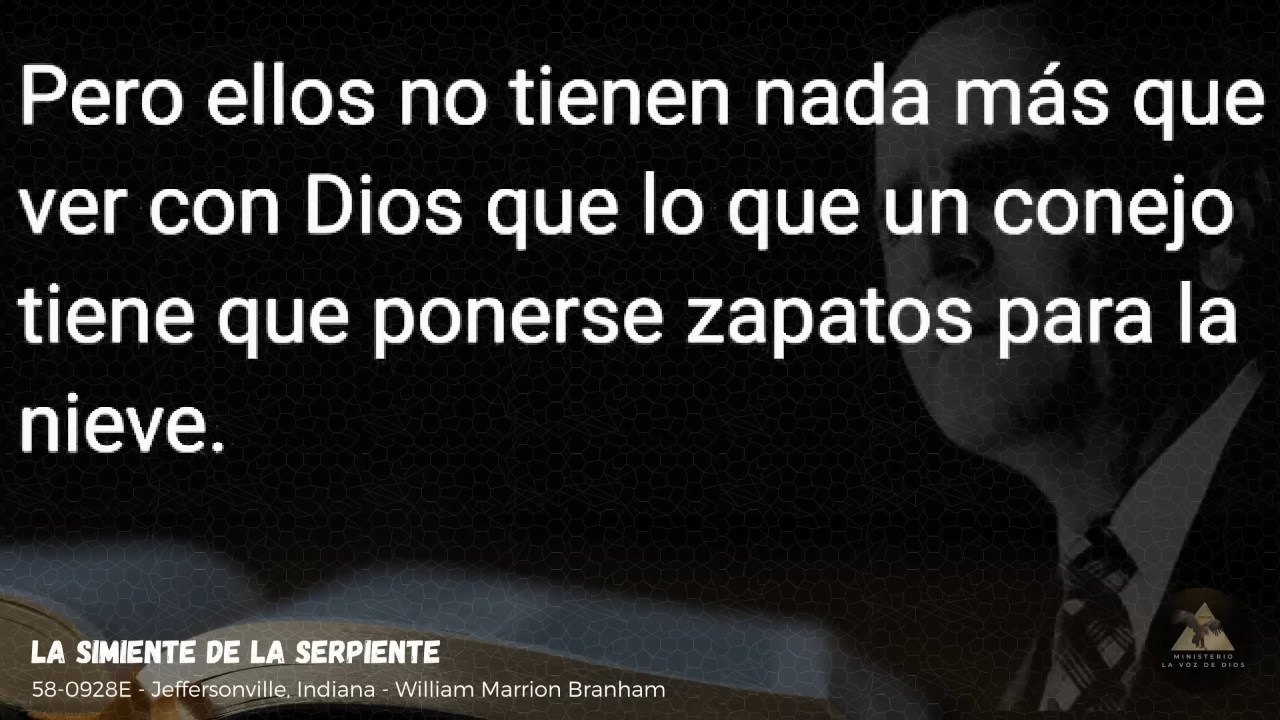 Pero ellos no tienen nada más que
ver con Dios que lo que un conejo
tiene que ponerse zapatos para la
nieve.
LA SIMIENTE DE LA SERPIENTE
58-0928E - Jeffersonville, Indiana - William Marrion Branham
MINISTERIO
LA VOZ DE DIOS